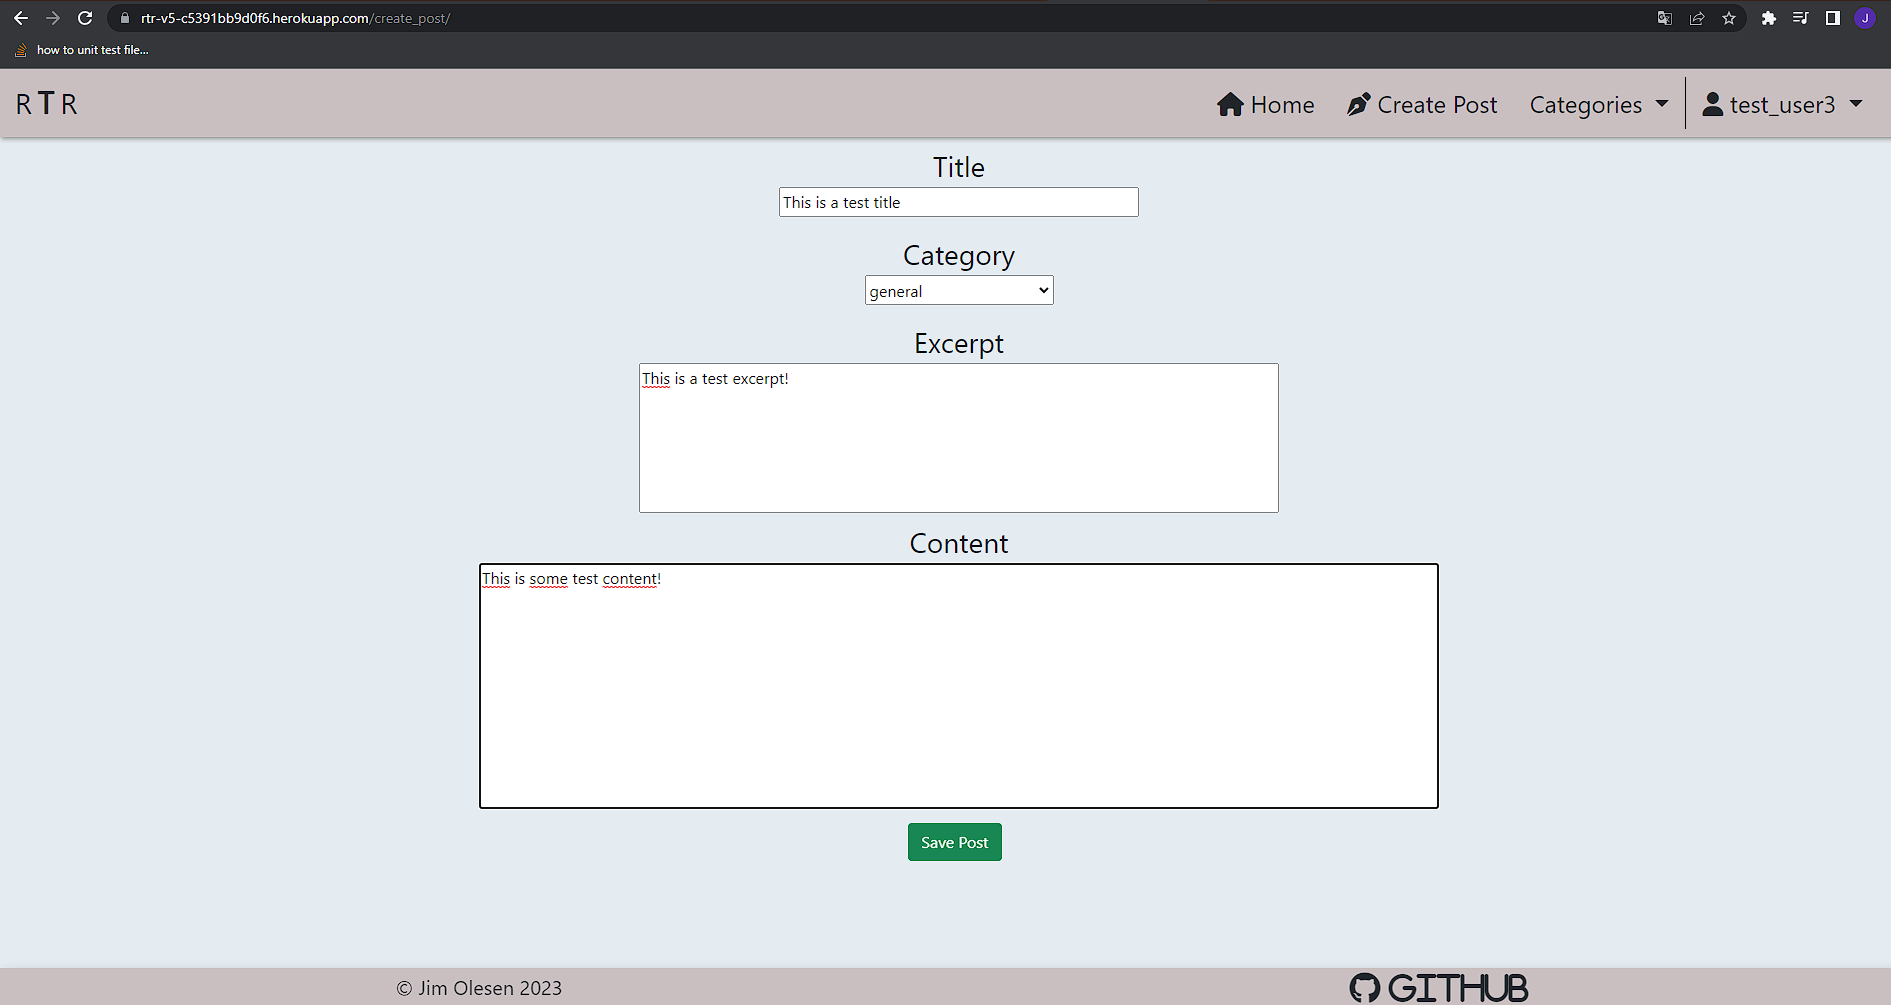 rtr-v5-c5391bb9d0f6.herokuapp.com/create_post/
J
how to unit test file...
R T R
Home
Create Post
Categories
test_user3
Title
This is a test title
Category
general
Excerpt
This is a test excerpt!
Content
This is some test content!
Save Post
© Jim Olesen 2023
GITHUB